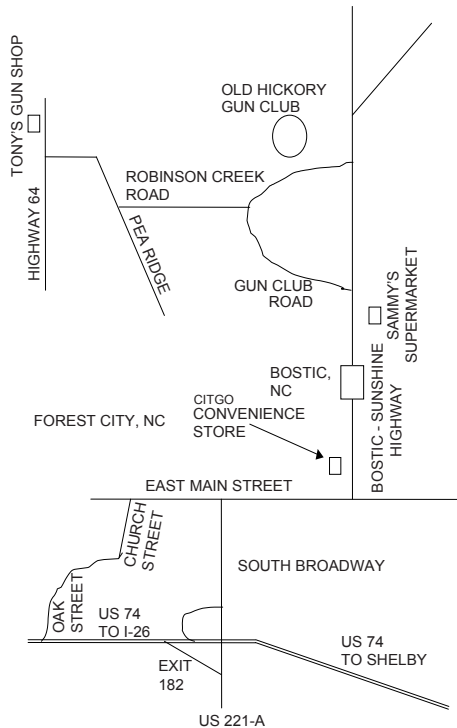 TONY'S GUN SHOP
HIGHWAY 64
OLD HICKORY
GUN CLUB
ROBINSON CREEK
ROAD
PEA RIDGE
GUN CLUB
ROAD
SAMMY'S
SUPERMARKET
BOSTIC,
NC
BOSTIC - SUNSHINE
HIGHWAY
CITGO
CONVENIENCE
STORE
FOREST CITY, NC
EAST MAIN STREET
CHURCH
STREET
SOUTH BROADWAY
OAK
STREET
US 74
TO I-26
EXIT
182
US 74
TO SHELBY
US 221-A